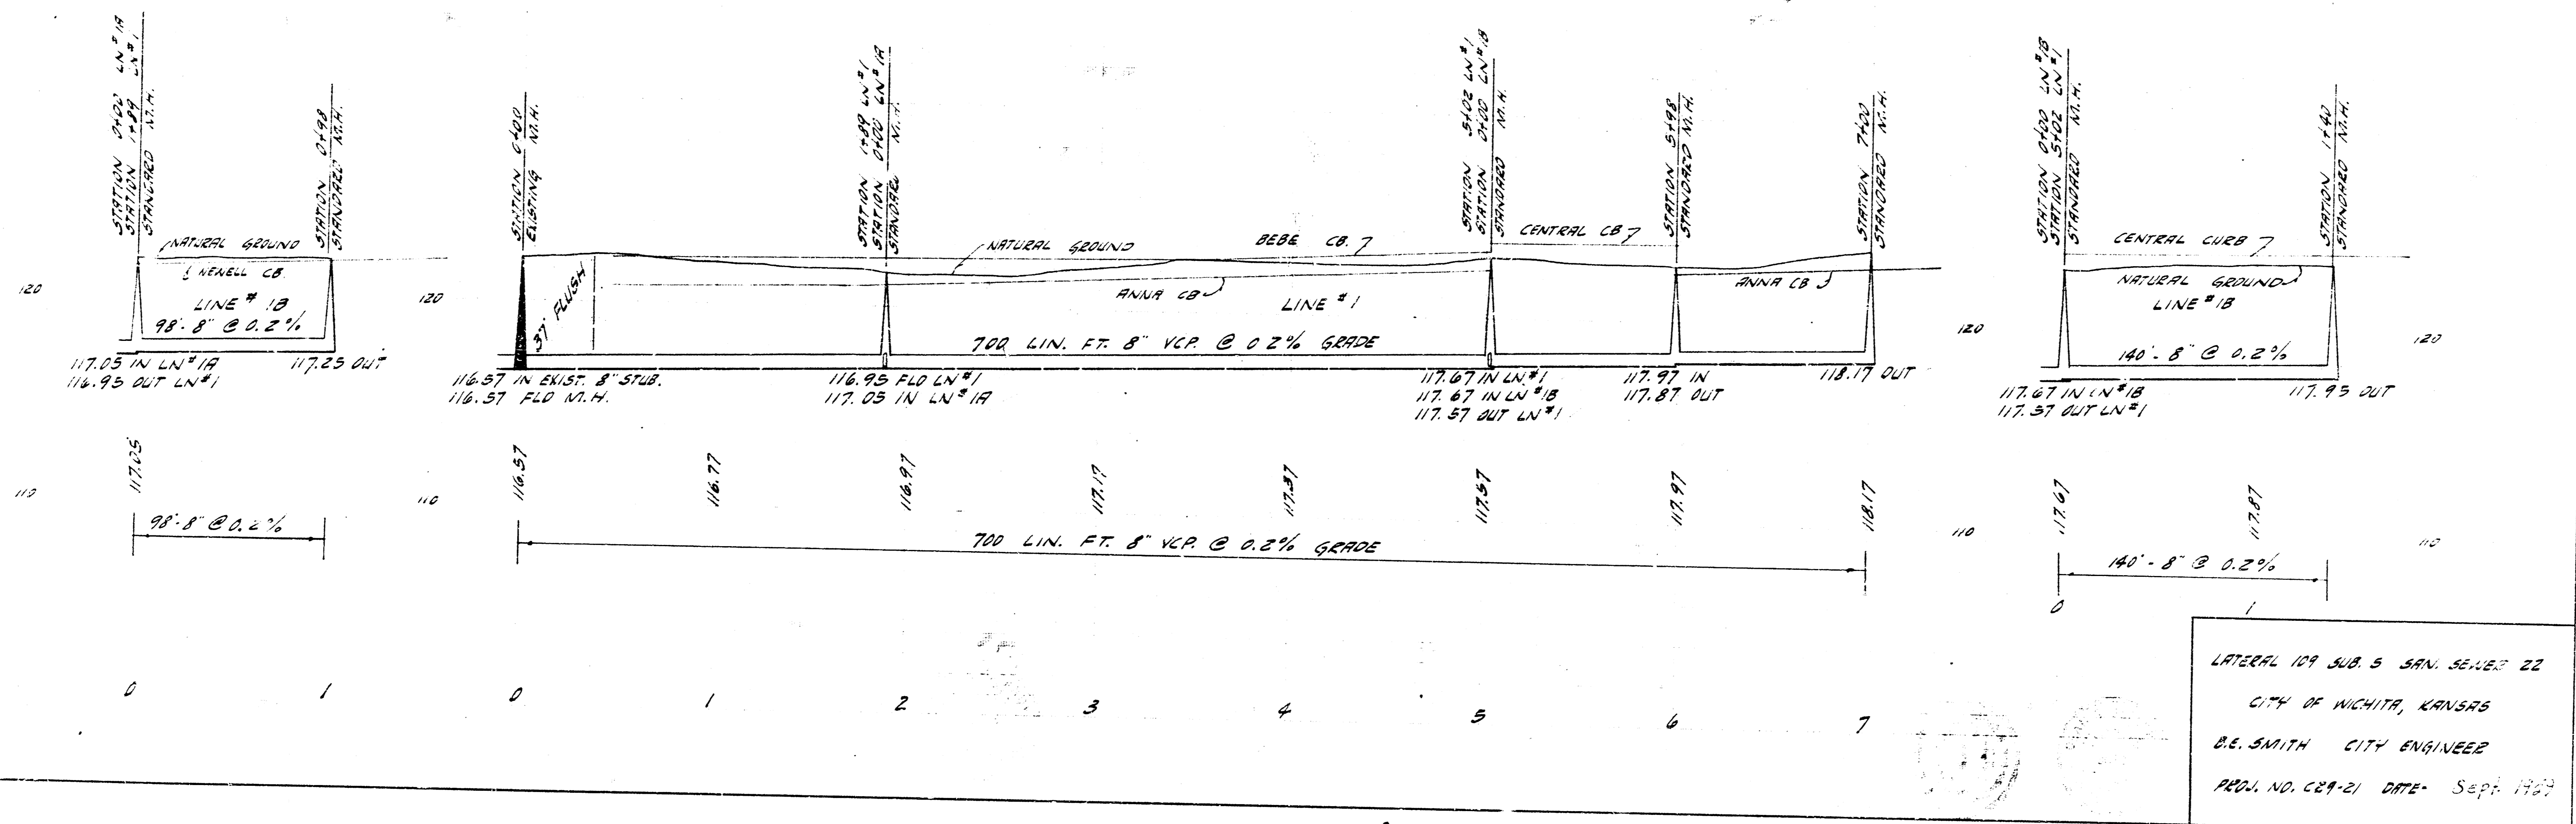 STATION 0+00 LN #1A
STATION 1+89 LN #1
STANDARD M.H.
STATION 0+98
STANDARD M.H.
NATURAL GROUND
NEWELL CB.
LINE # 1B
98'-8" @ 0.2%
120
117.05 IN LN #1A
116.95 OUT LN #1
117.25 OUT
117.05
110
98'-8" @ 0.2%
0
1
STATION 0+00
EXISTING M.H.
STATION 1+89 LN #1
STATION 0+00 LN #1A
STANDARD M.H.
STATION 5+02 LN #1
STATION 0+00 LN #1B
STANDARD M.H.
STATION 5+98
STANDARD M.H.
STATION 7+00
STANDARD M.H.
NATURAL GROUND
BEBE CB.
CENTRAL CB
37' FLUSH
ANNA CB
LINE #1
ANNA CB
120
120
700 LIN. FT. 8" VCP. @ 0.2% GRADE
116.57 IN EXIST. 8" STUB.
116.57 FLO M.H.
116.95 FLO LN #1
117.05 IN LN #1A
117.67 IN LN. #1
117.67 IN LN #1B
117.57 OUT LN #1
117.97 IN
117.87 OUT
118.17 OUT
116.57
116.77
116.97
117.17
117.37
117.57
117.97
118.17
110
110
700 LIN. FT. 8" VCP. @ 0.2% GRADE
0
1
2
3
4
5
6
7
STATION 0+00 LN #1B
STATION 5+02 LN #1
STANDARD M.H.
STATION 1+40
STANDARD M.H.
CENTRAL CURB
NATURAL GROUND
LINE #1B
140'-8" @ 0.2%
120
117.67 IN LN #1B
117.57 OUT LN #1
117.95 OUT
117.67
117.87
110
140'-8" @ 0.2%
0
1
LATERAL 109 SUB. 5 SAN. SEWER 22
CITY OF WICHITA, KANSAS
B.E. SMITH CITY ENGINEER
PROJ. NO. C29-21 DATE- Sept.